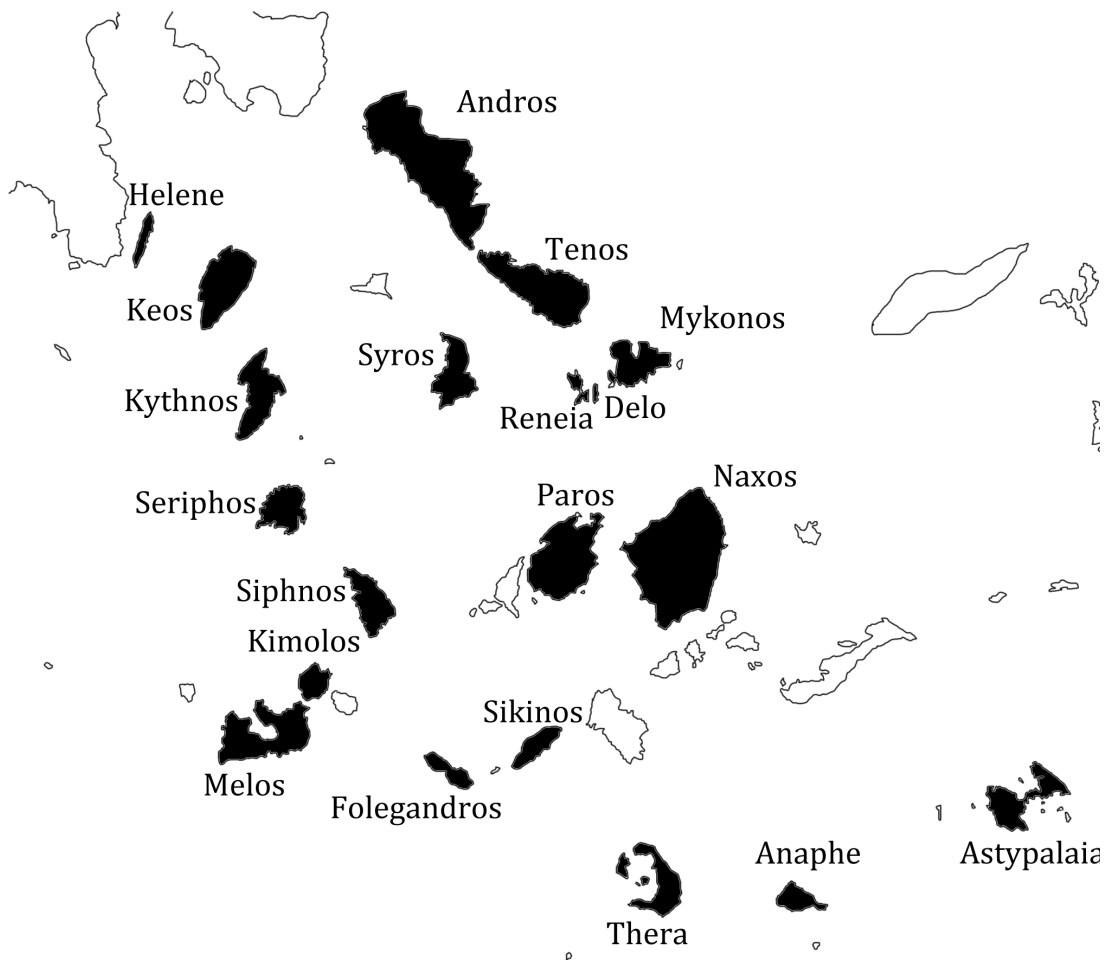 Andros
Helene
Tenos
Keos
Mykonos
Syros
Kythnos
Reneia
Delo
Naxos
Paros
Seriphos
Siphnos
Kimolos
Sikinos
Melos
Folegandros
Anaphe
Astypalaia
Thera